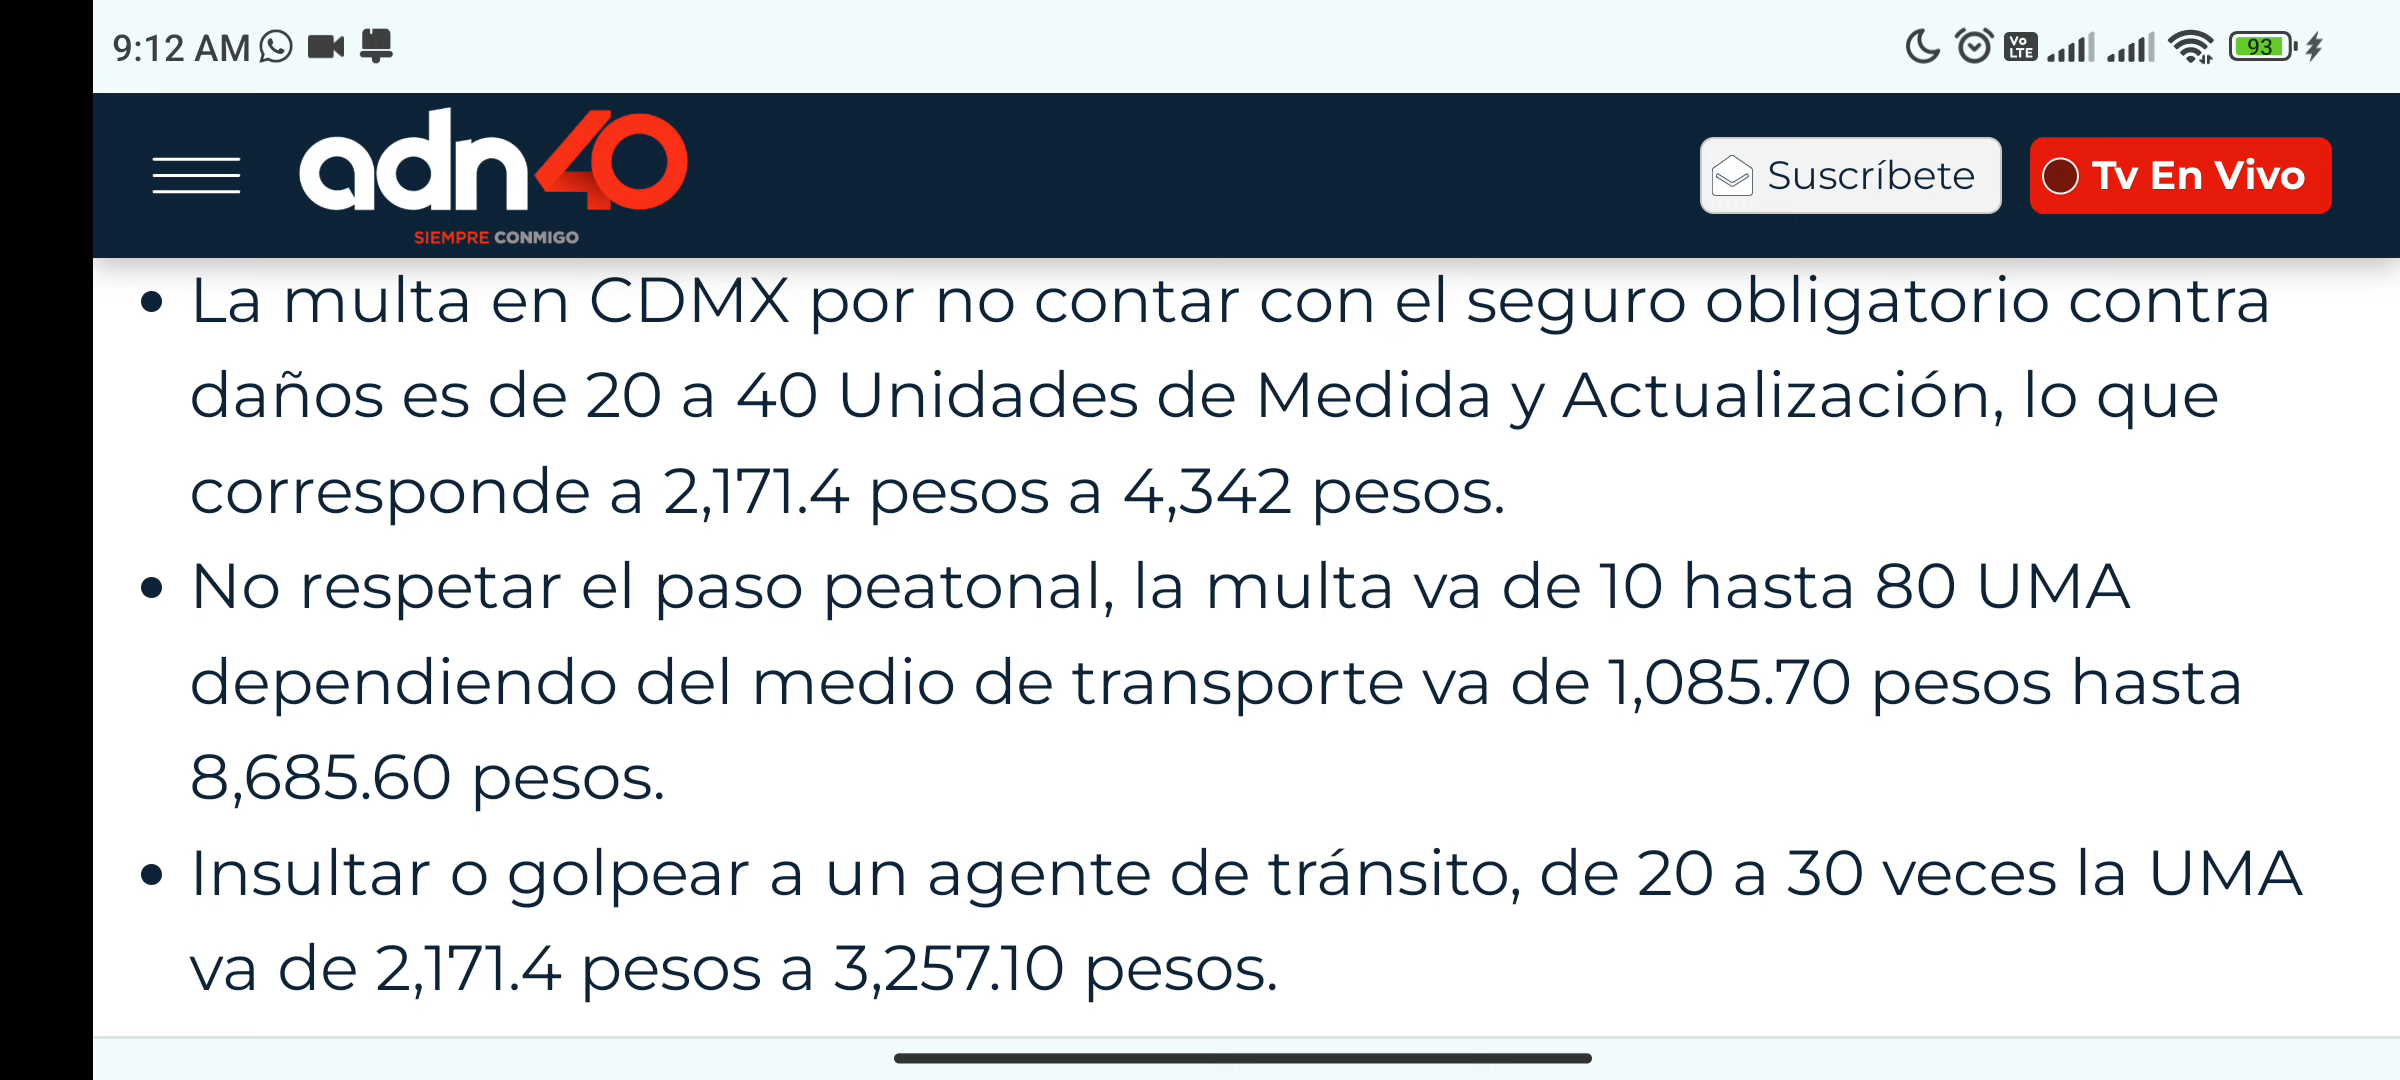 9:12 AM
Vo LTE
93
adn40
SIEMPRE CONMIGO
Suscríbete
Tv En Vivo
• La multa en CDMX por no contar con el seguro obligatorio contra
daños es de 20 a 40 Unidades de Medida y Actualización, lo que
corresponde a 2,171.4 pesos a 4,342 pesos.
• No respetar el paso peatonal, la multa va de 10 hasta 80 UMA
dependiendo del medio de transporte va de 1,085.70 pesos hasta
8,685.60 pesos.
• Insultar o golpear a un agente de tránsito, de 20 a 30 veces la UMA
va de 2,171.4 pesos a 3,257.10 pesos.